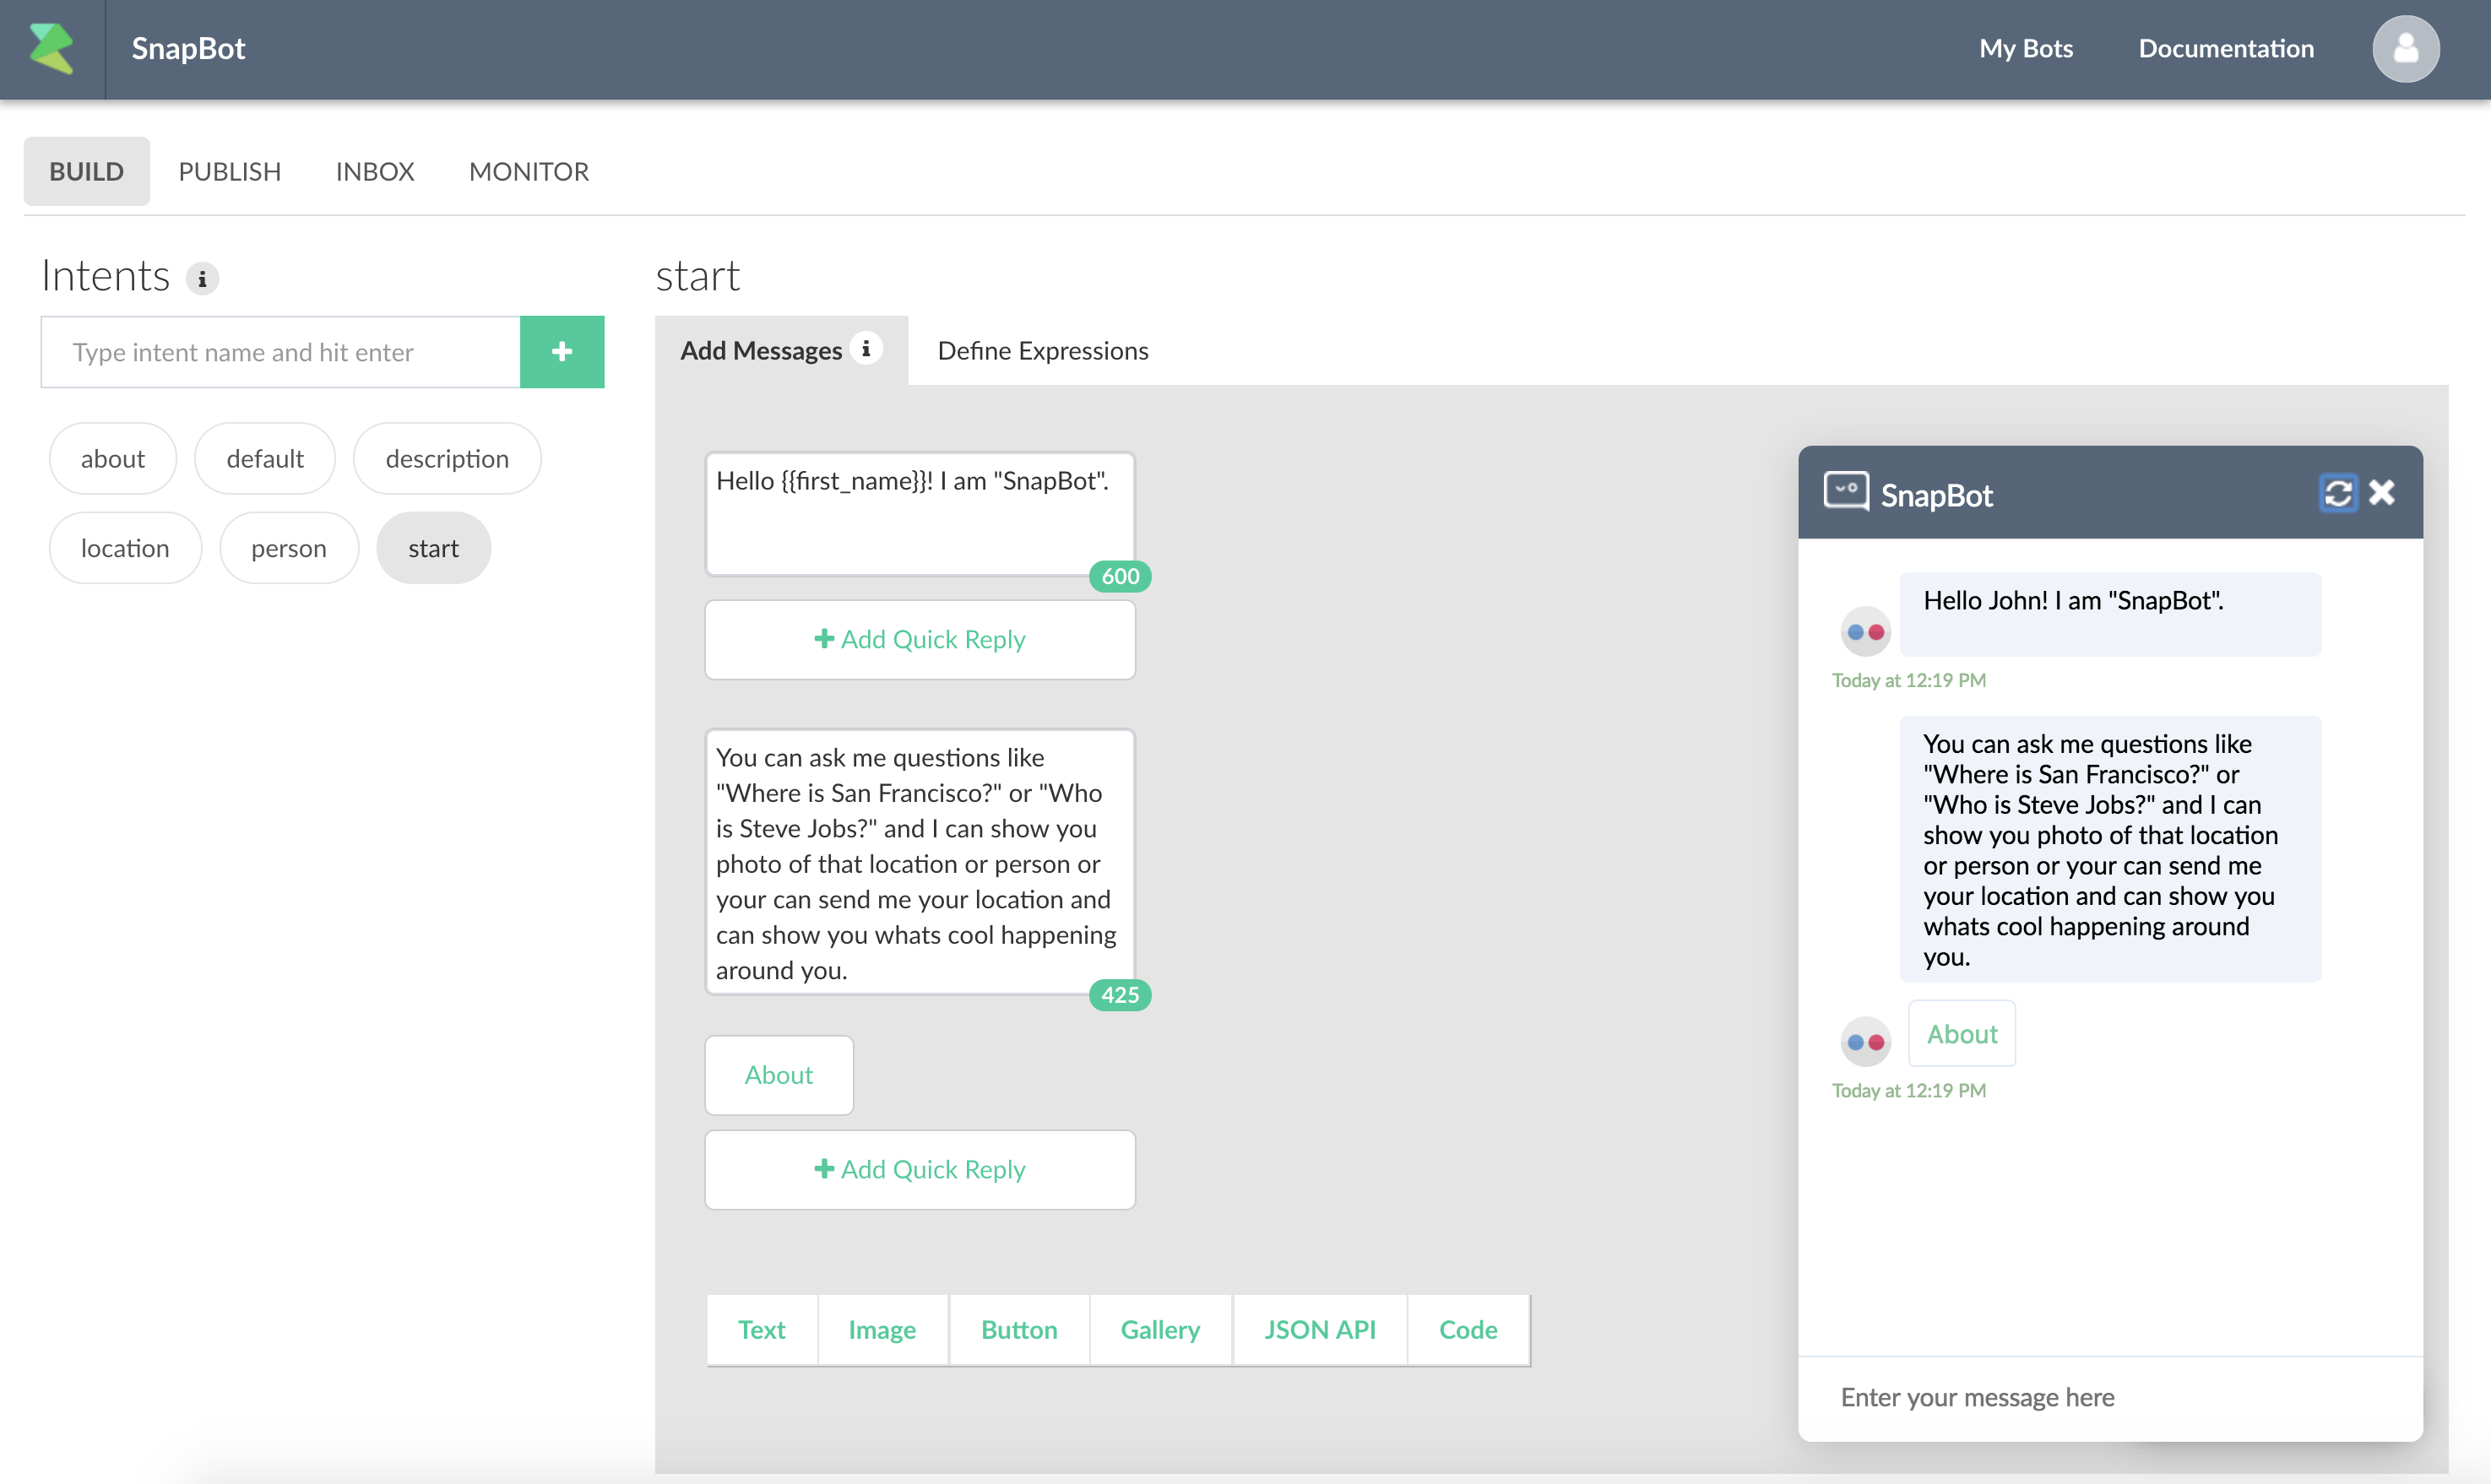 SnapBot
My Bots
Documentation
BUILD
PUBLISH
INBOX
MONITOR
Intents
Type intent name and hit enter
about
default
description
location
person
start
start
Add Messages
Define Expressions
Hello {{first_name}}! I am "SnapBot".
600
Add Quick Reply
You can ask me questions like
"Where is San Francisco?" or "Who
is Steve Jobs?" and I can show you
photo of that location or person or
your can send me your location and
can show you whats cool happening
around you.
425
About
Add Quick Reply
Text
Image
Button
Gallery
JSON API
Code
SnapBot
Hello John! I am "SnapBot".
Today at 12:19 PM
You can ask me questions like
"Where is San Francisco?" or
"Who is Steve Jobs?" and I can
show you photo of that location
or person or your can send me
your location and can show you
whats cool happening around
you.
About
Today at 12:19 PM
Enter your message here